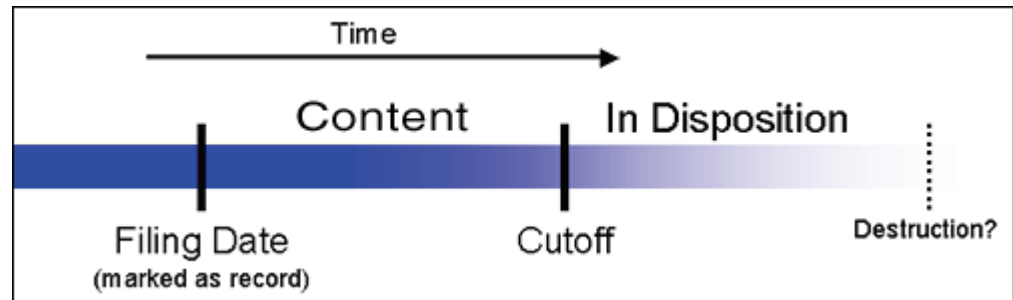 Time
Content
In Disposition
Filing Date
(marked as record)
Cutoff
Destruction?